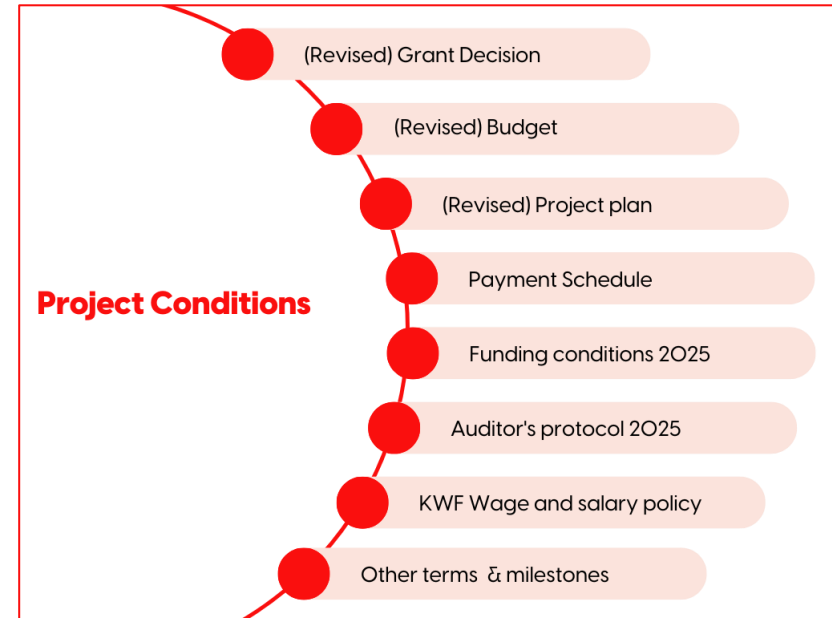 (Revised) Grant Decision
(Revised) Budget
(Revised) Project plan
Payment Schedule
Project Conditions
Funding conditions 2025
Auditor's protocol 2025
KWF Wage and salary policy
Other terms & milestones